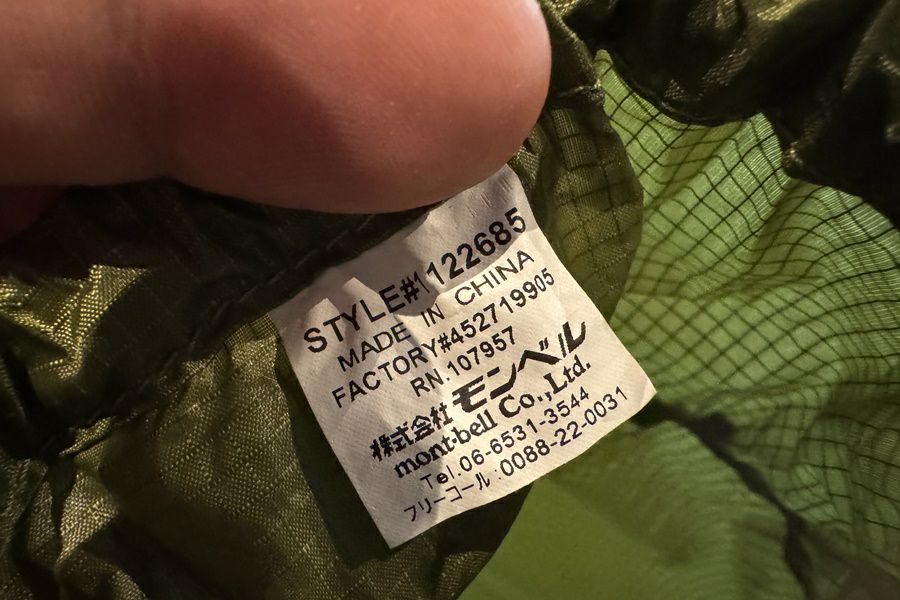 STYLE#1122685
MADE IN CHINA
FACTORY#452719905
RN.107957
株式会社 モンベル
mont-bell Co.,Ltd.
Tel.06-6531-3544
フリーコール:0088-22-0031